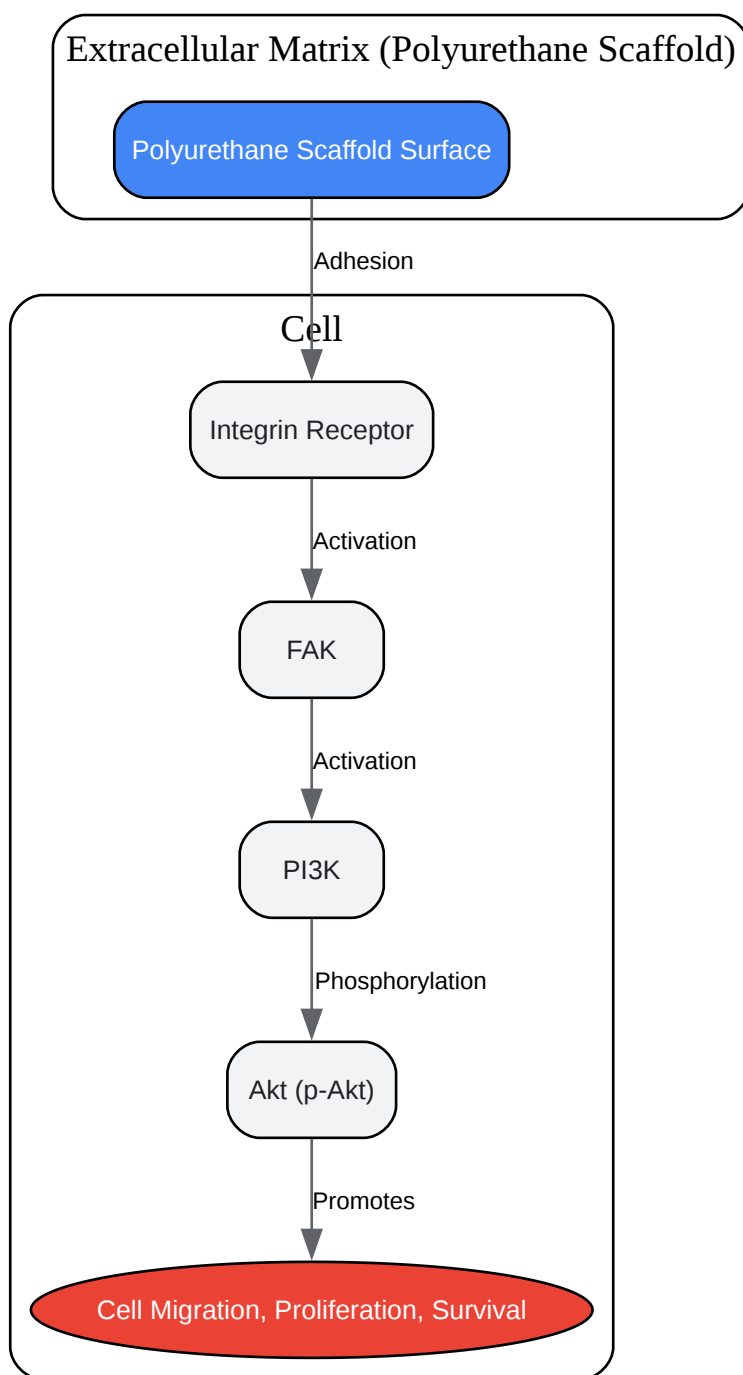 Extracellular Matrix (Polyurethane Scaffold)
Polyurethane Scaffold Surface
Adhesion
Cell
Integrin Receptor
Activation
FAK
Activation
PI3K
Phosphorylation
Akt (p-Akt)
Promotes
Cell Migration, Proliferation, Survival